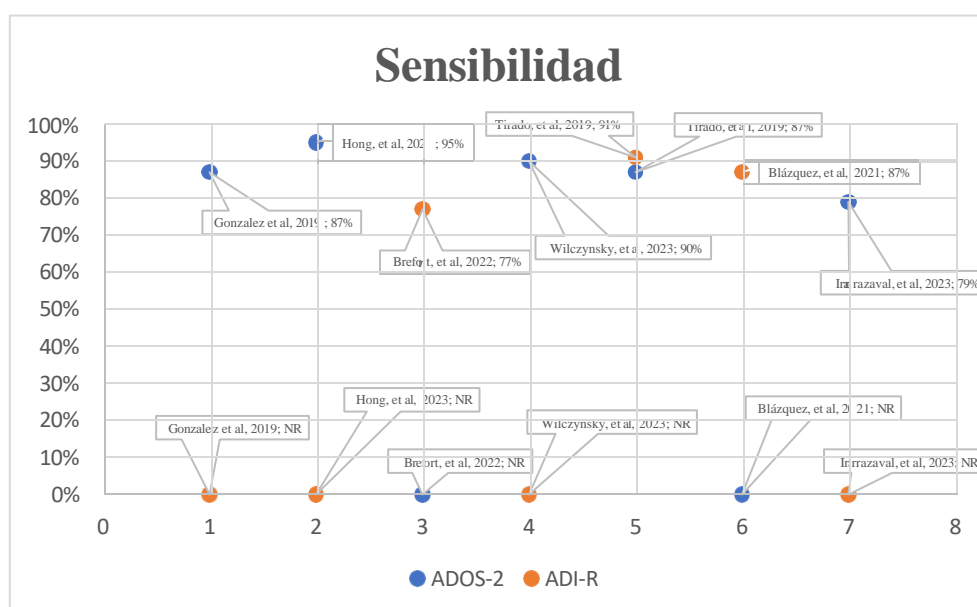 Sensibilidad
100%
90%
80%
70%
60%
50%
40%
30%
20%
10%
0%
Tirado, et al, 2019; 91%
Tirado, et al, 2019; 87%
Hong, et al, 202 ; 95%
Blázquez, et al, 2021; 87%
Gonzalez et al, 2019 ; 87%
Wilczynsky, et al, 2023; 90%
Brefort, et al, 2022; 77%
Irarrazaval, et al, 2023; 79%
Hong, et al, 2023; NR
Blázquez, et al, 2021; NR
Gonzalez et al, 2019; NR
Wilczynsky, et al, 2023; NR
Brefort, et al, 2022; NR
Irarrazaval, et al, 2023; NR
0 1 2 3 4 5 6 7 8
ADOS-2 ADI-R